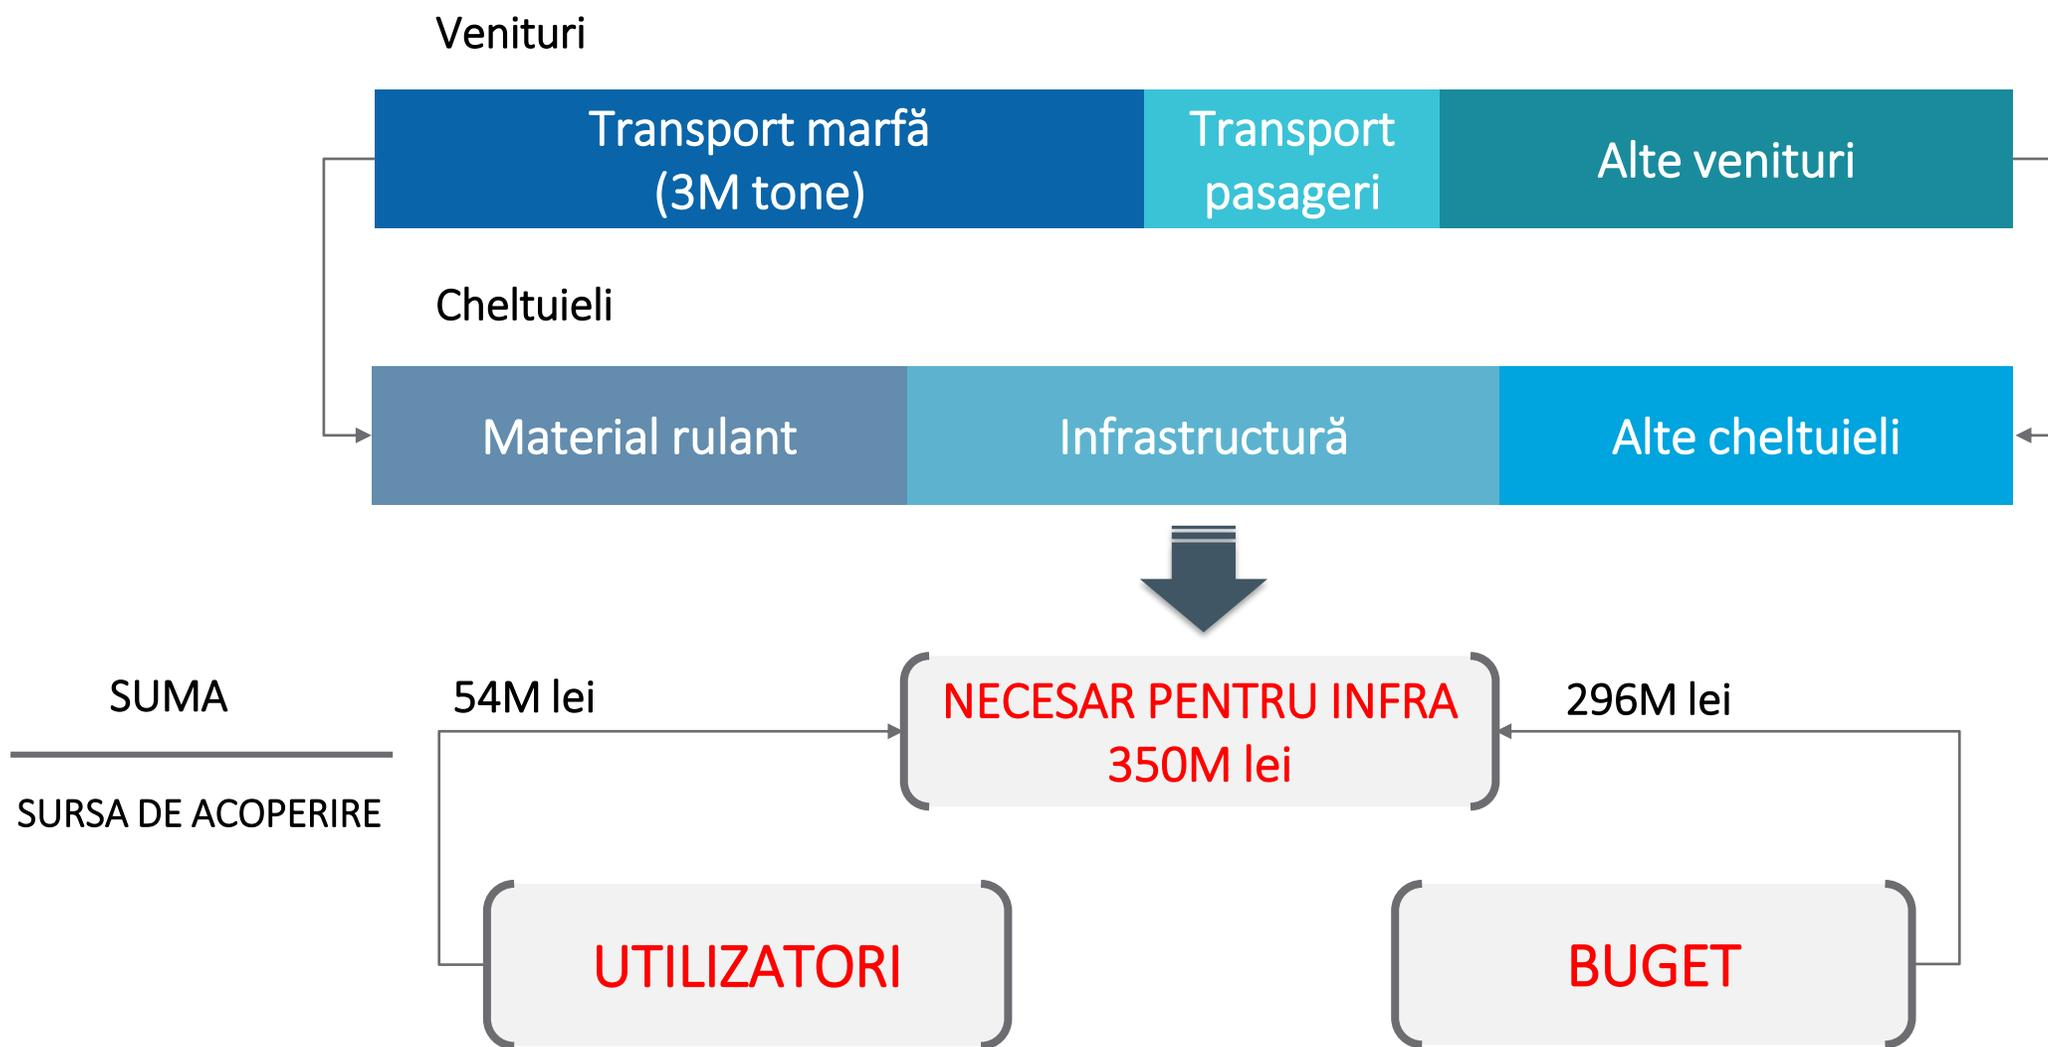 Venituri
Transport marfă
(3M tone)
Transport
pasageri
Alte venituri
Cheltuieli
Material rulant
Infrastructură
Alte cheltuieli
SUMA
54M lei
NECESAR PENTRU INFRA
350M lei
296M lei
SURSA DE ACOPERIRE
UTILIZATORI
BUGET